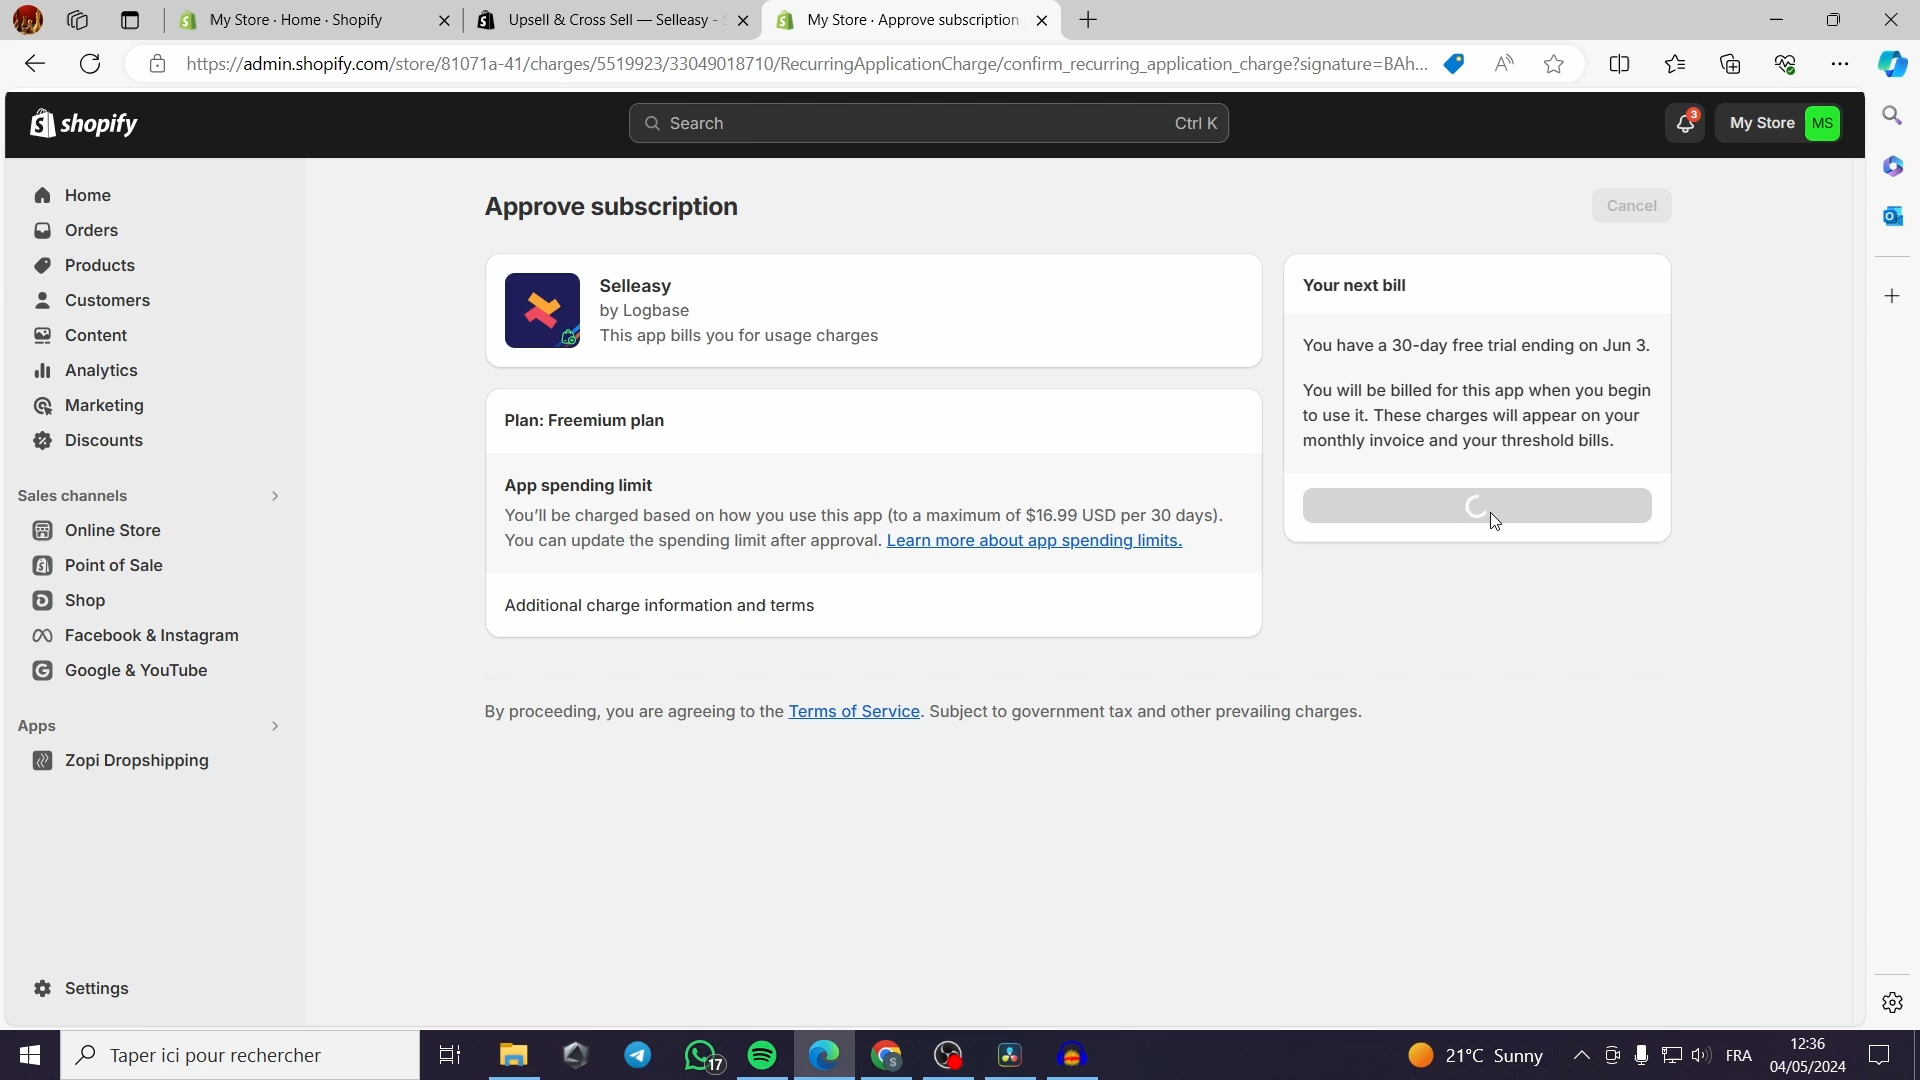 My Store · Home · Shopify
Upsell & Cross Sell — Selleasy -
My Store · Approve subscription
https://admin.shopify.com/store/81071a-41/charges/5519923/33049018710/RecurringApplicationCharge/confirm_recurring_application_charge?signature=BAh...
shopify
Search
Ctrl K
3
My Store
MS
Home
Orders
Products
Customers
Content
Analytics
Marketing
Discounts
Sales channels
Online Store
Point of Sale
Shop
Facebook & Instagram
Google & YouTube
Apps
Zopi Dropshipping
Settings
Approve subscription
Cancel
Selleasy
by Logbase
This app bills you for usage charges
Plan: Freemium plan
App spending limit
You'll be charged based on how you use this app (to a maximum of $16.99 USD per 30 days).
You can update the spending limit after approval. Learn more about app spending limits.
Additional charge information and terms
Your next bill
You have a 30-day free trial ending on Jun 3.
You will be billed for this app when you begin
to use it. These charges will appear on your
monthly invoice and your threshold bills.
By proceeding, you are agreeing to the Terms of Service. Subject to government tax and other prevailing charges.
Taper ici pour rechercher
17
S
21°C Sunny
FRA
12:36
04/05/2024